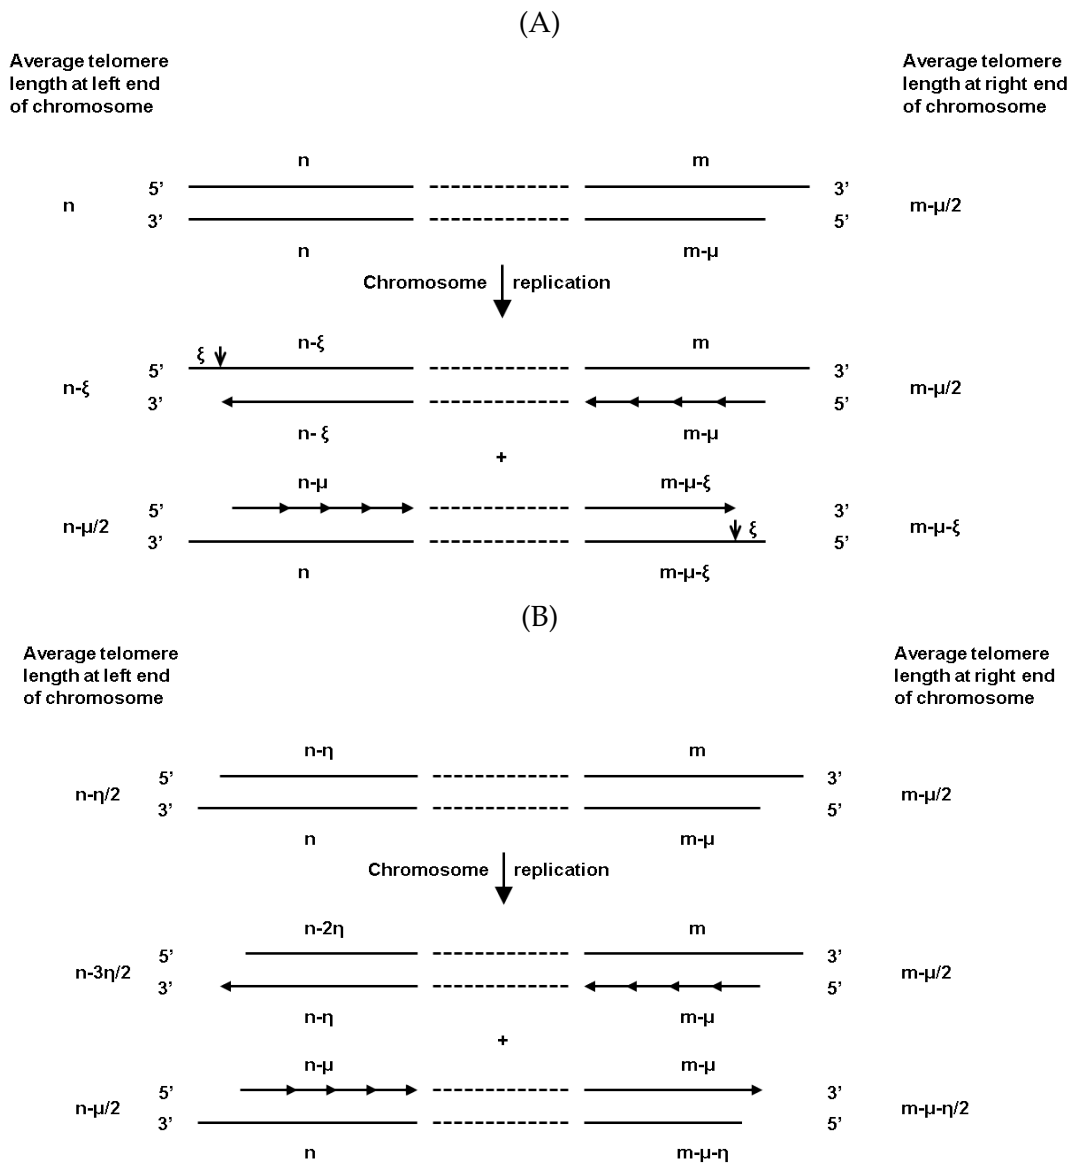 (A)
Average telomere
length at left end
of chromosome
Average telomere
length at right end
of chromosome
n m
5' 3'
n m-μ/2
3' 5'
n m-μ
Chromosome replication
ξ n-ξ m
5' 3'
n-ξ m-μ/2
3' 5'
n- ξ m-μ
+
n-μ m-μ-ξ
5' 3'
n-μ/2 ξ m-μ-ξ
3' 5'
n m-μ-ξ
(B)
Average telomere
length at left end
of chromosome
Average telomere
length at right end
of chromosome
n-η m
5' 3'
n-η/2 m-μ/2
3' 5'
n m-μ
Chromosome replication
n-2η m
5' 3'
n-3η/2 m-μ/2
3' 5'
n-η m-μ
+
n-μ m-μ
5' 3'
n-μ/2 m-μ-η/2
3' 5'
n m-μ-η